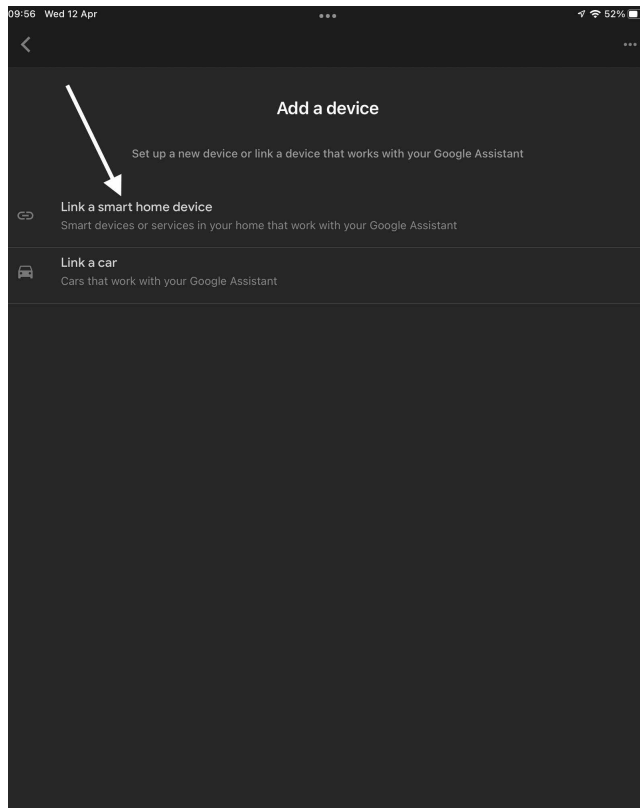 09:56 Wed 12 Apr 52%
Add a device
Set up a new device or link a device that works with your Google Assistant
Link a smart home device
Smart devices or services in your home that work with your Google Assistant
Link a car
Cars that work with your Google Assistant